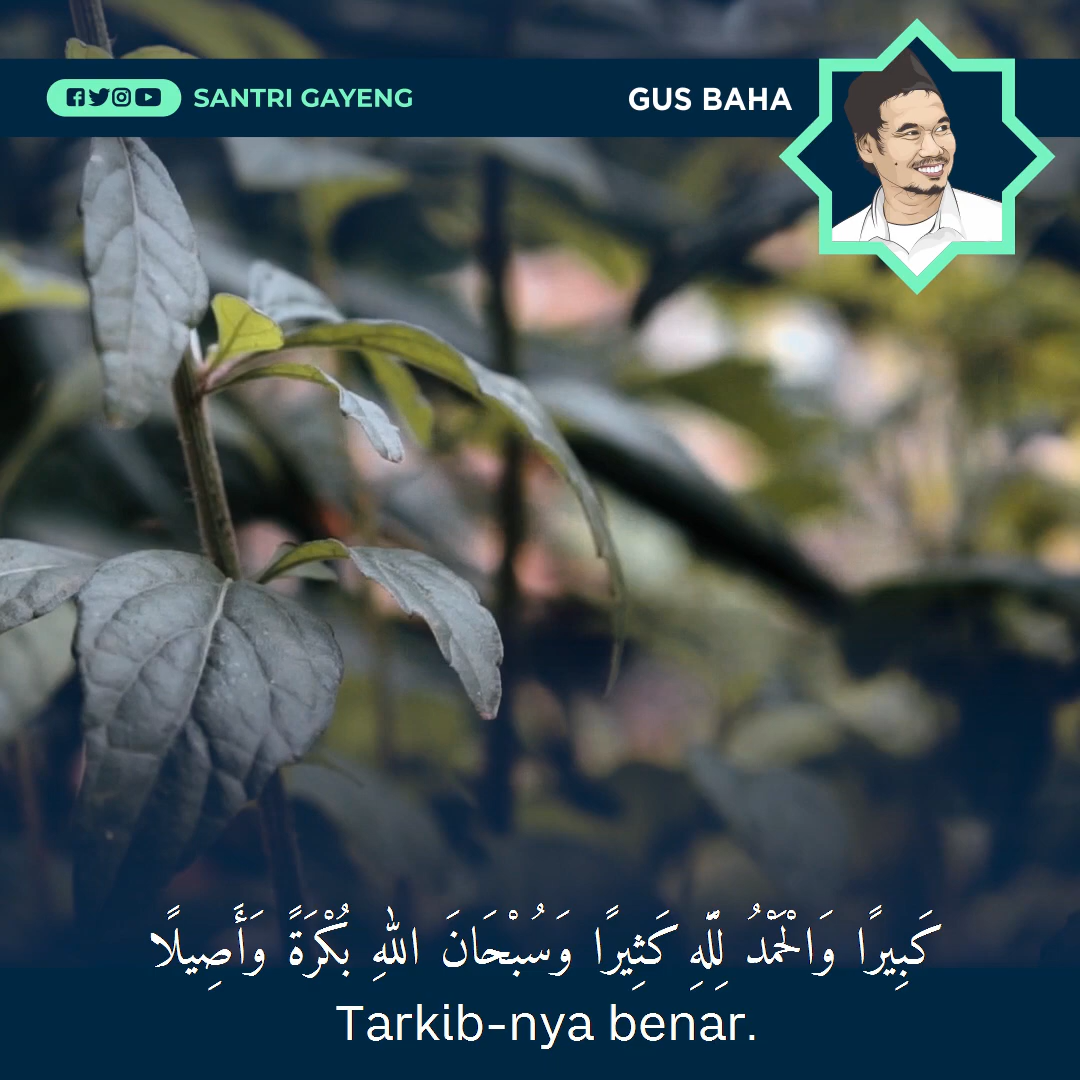 SANTRI GAYENG
GUS BAHA
كَبِيرًا وَالْحَمْدُ لِلّٰهِ كَثِيرًا وَسُبْحَانَ اللهِ بُكْرَةً وَأَصِيلًا
Tarkib-nya benar.